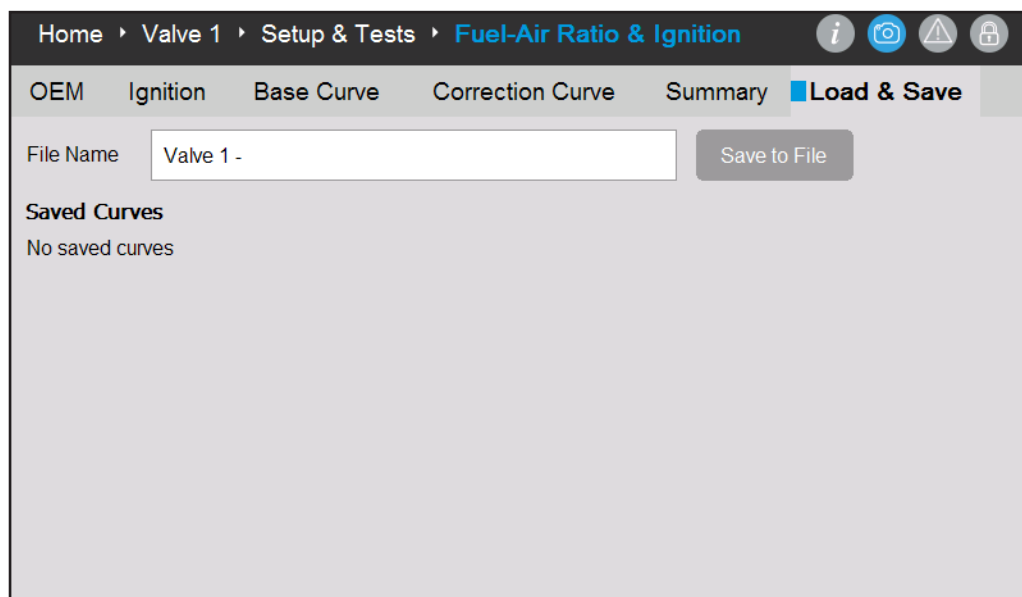 Home ‣ Valve 1 ‣ Setup & Tests ‣ Fuel-Air Ratio & Ignition i
OEM Ignition Base Curve Correction Curve Summary Load & Save
File Name Valve 1 - Save to File
Saved Curves
No saved curves